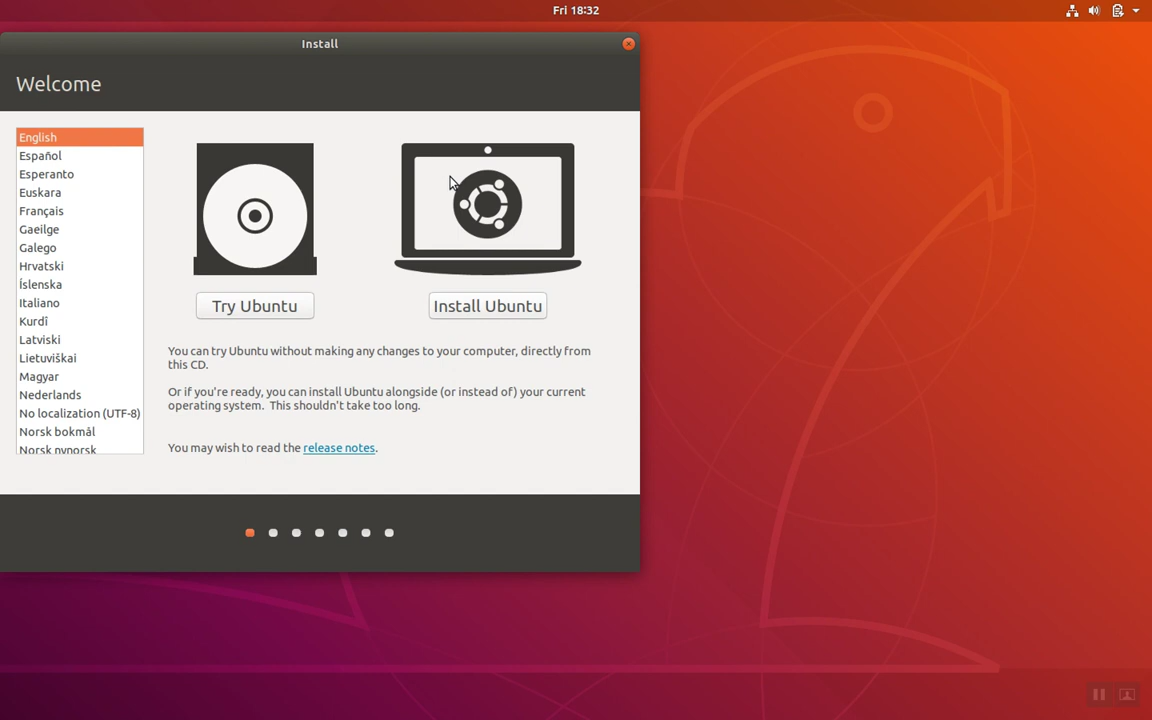 Fri 18:32
Install
Welcome
English
Español
Esperanto
Euskara
Français
Gaeilge
Galego
Hrvatski
Íslenska
Italiano
Kurdî
Latviski
Lietuviškai
Magyar
Nederlands
No localization (UTF-8)
Norsk bokmål
Norsk nynorsk
Try Ubuntu
Install Ubuntu
You can try Ubuntu without making any changes to your computer, directly from
this CD.
Or if you're ready, you can install Ubuntu alongside (or instead of) your current
operating system.  This shouldn't take too long.
You may wish to read the release notes.